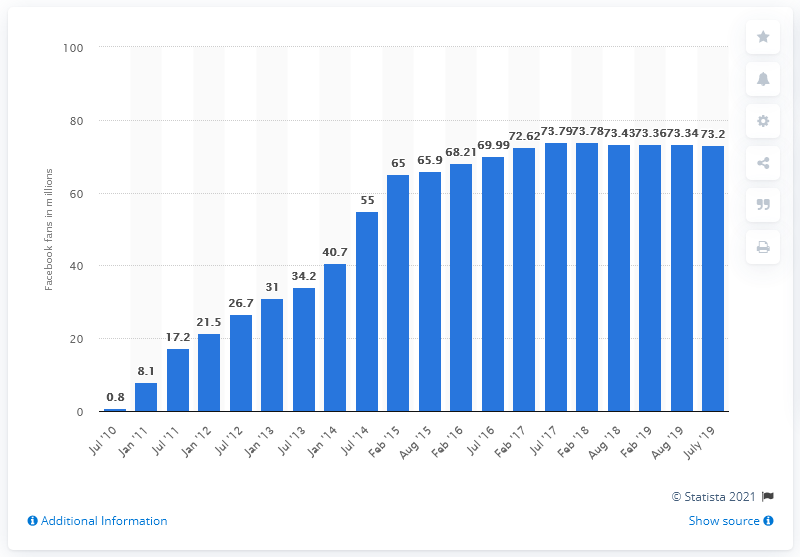 100
80
60
40
20
0
Facebook fans in millions
0.8
8.1
17.2
21.5
26.7
31
34.2
40.7
55
65
65.9
68.21
69.99
72.62
73.79
73.78
73.43
73.36
73.34
73.2
Jul '10
Jan '11
Jul '11
Jan '12
Jul '12
Jan '13
Jul '13
Jan '14
Jul '14
Feb '15
Aug '15
Feb '16
Jul '16
Feb '17
Jul '17
Feb '18
Aug '18
Feb '19
Aug '19
July '19
© Statista 2021
Additional Information
Show source